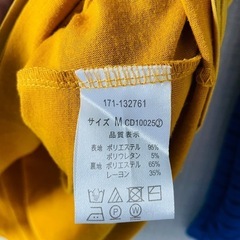 171-132761
サイズ M CD10025②
品質表示
表地 ポリエステル 95%
ポリウレタン 5%
裏地 ポリエステル 65%
レーヨン 35%